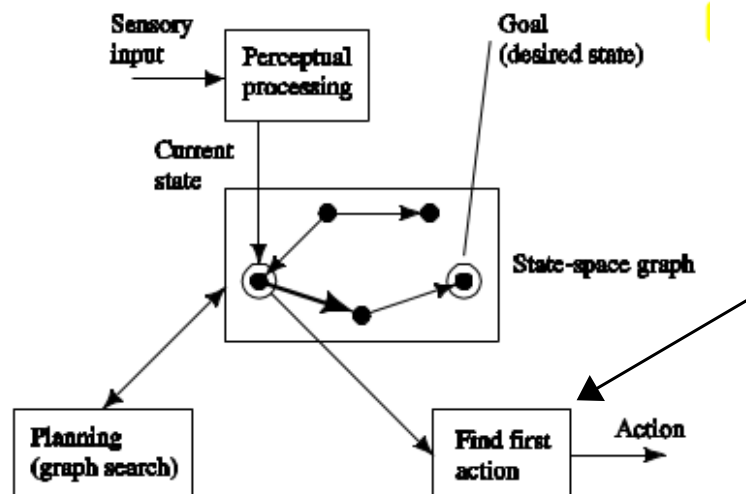 Sensory
input
Perceptual
processing
Goal
(desired state)
Current
state
State-space graph
Planning
(graph search)
Find first
action
Action